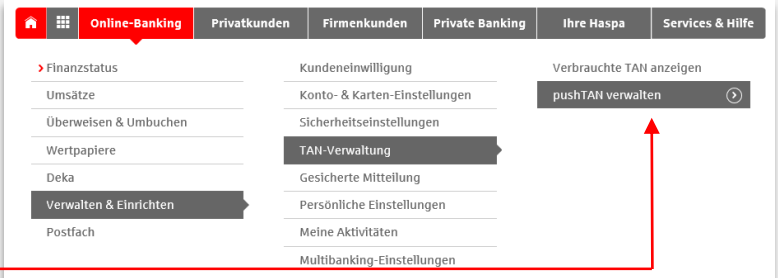 Online-Banking
Privatkunden
Firmenkunden
Private Banking
Ihre Haspa
Services & Hilfe
Finanzstatus
Umsätze
Überweisen & Umbuchen
Wertpapiere
Deka
Verwalten & Einrichten
Postfach
Kundeneinwilligung
Konto- & Karten-Einstellungen
Sicherheitseinstellungen
TAN-Verwaltung
Gesicherte Mitteilung
Persönliche Einstellungen
Meine Aktivitäten
Multibanking-Einstellungen
Verbrauchte TAN anzeigen
pushTAN verwalten